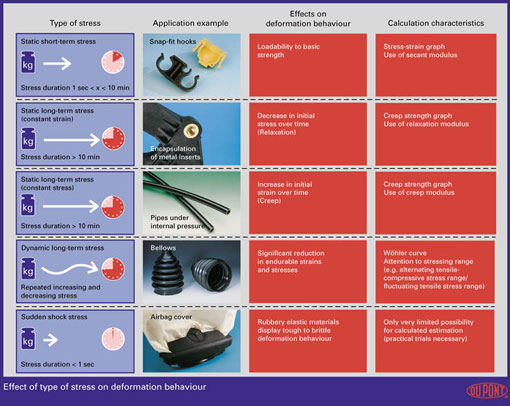 Type of stress
Application example
Effects on
deformation behaviour
Calculation characteristics
Static short-term stress
kg
Stress duration 1 sec < x < 10 min
Snap-fit hooks
Loadability to basic
strength
Stress-strain graph
Use of secant modulus
Static long-term stress
(constant strain)
kg
Stress duration > 10 min
Encapsulation
of metal inserts
Decrease in initial
stress over time
(Relaxation)
Creep strength graph
Use of relaxation modulus
Static long-term stress
(constant stress)
kg
Stress duration > 10 min
Pipes under
internal pressure
Increase in initial
strain over time
(Creep)
Creep strength graph
Use of creep modulus
Dynamic long-term stress
kg
Repeated increasing and
decreasing stress
Bellows
Significant reduction
in endurable strains
and stresses
Wöhler curve
Attention to stressing range
(e.g. alternating tensile-
compressive stress range/
fluctuating tensile stress range)
Sudden shock stress
kg
Stress duration < 1 sec
Airbag cover
Rubbery elastic materials
display tough to brittle
deformation behaviour
Only very limited possibility
for calculated estimation
(practical trials necessary)
Effect of type of stress on deformation behaviour
DUPONT